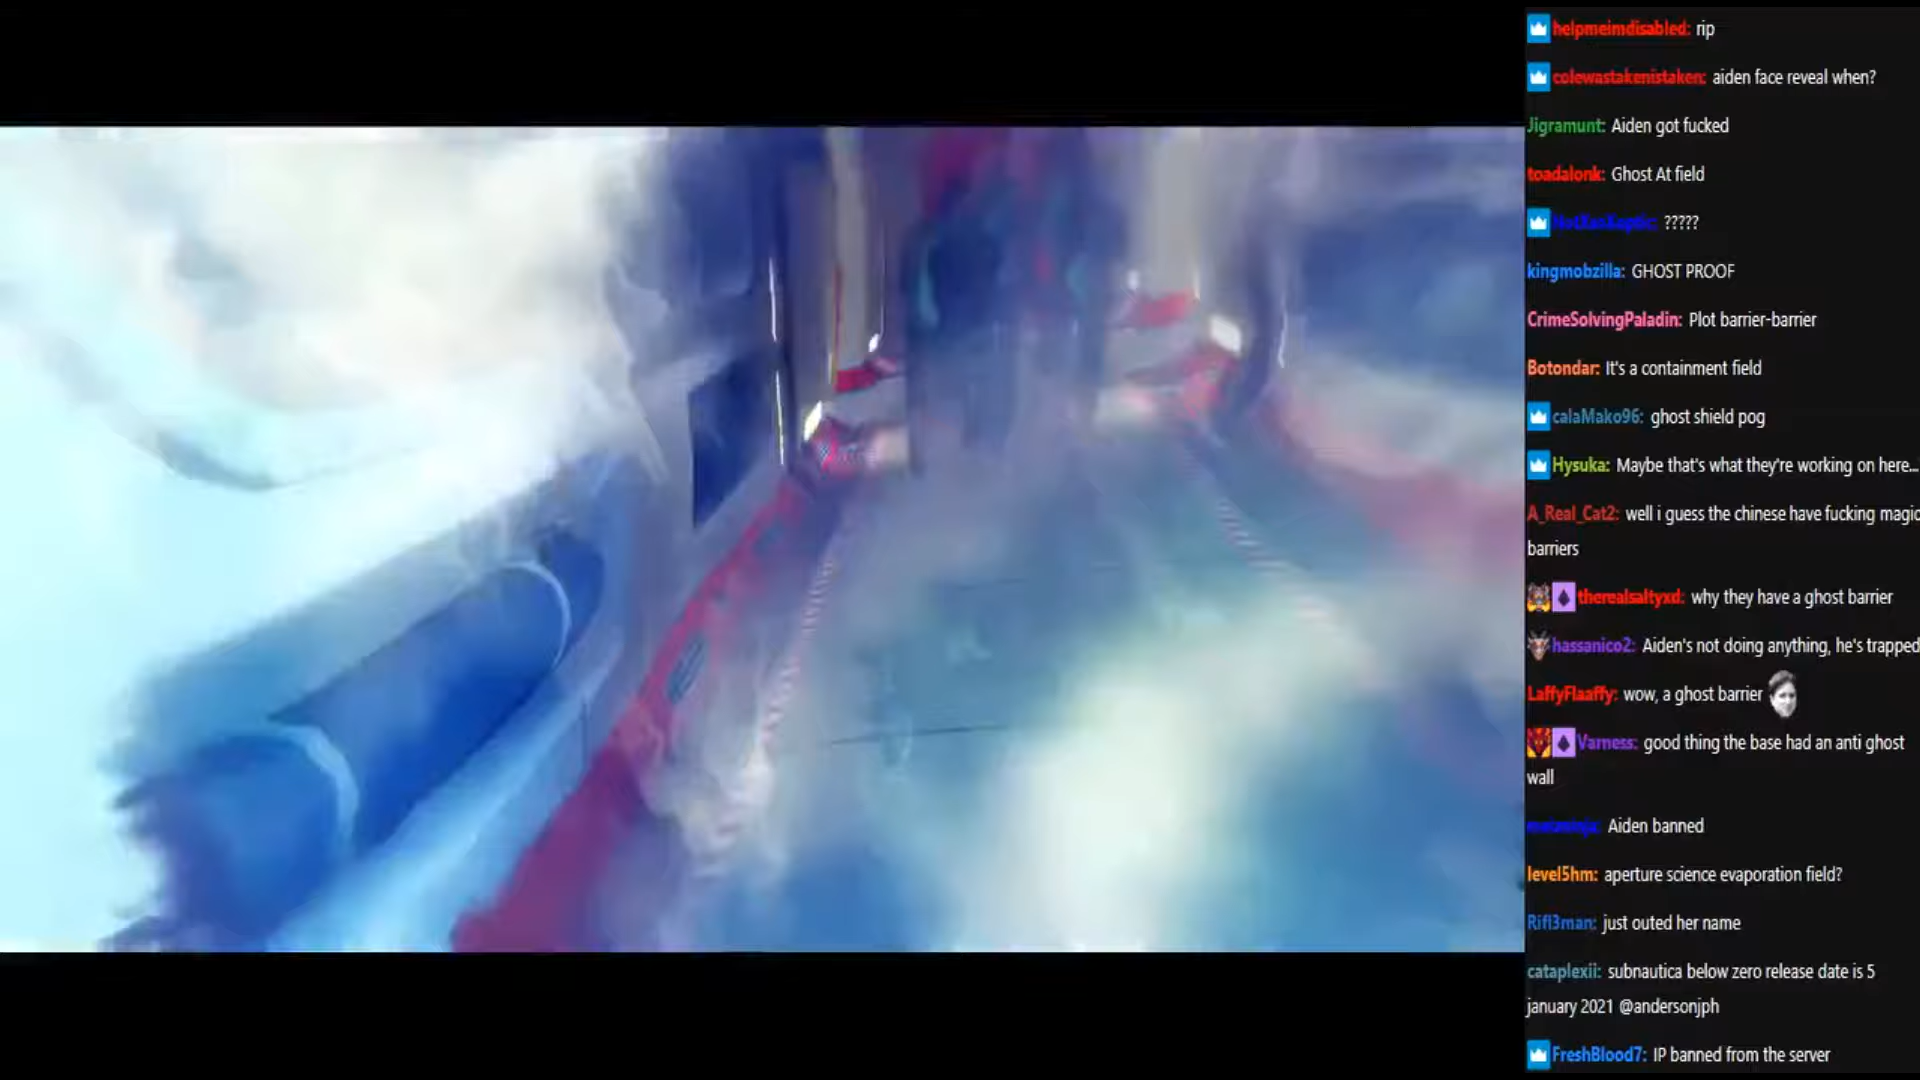 helpmeimdisabled: rip
colewastakenistaken: aiden face reveal when?
Jigramunt: Aiden got fucked
toadalonk: Ghost At field
?????
kingmobzilla: GHOST PROOF
CrimeSolvingPaladin: Plot barrier-barrier
Botondar: It's a containment field
calaMako96: ghost shield pog
Hysuka: Maybe that's what they're working on here...
A_Real_Cat2: well i guess the chinese have fucking magic
barriers
therealsaltyxd: why they have a ghost barrier
hassanico2: Aiden's not doing anything, he's trapped
LaffyFlaaffy: wow, a ghost barrier
Varness: good thing the base had an anti ghost
wall
Aiden banned
level5hm: aperture science evaporation field?
Rifl3man: just outed her name
cataplexii: subnautica below zero release date is 5
january 2021 @andersonjph
FreshBlood7: IP banned from the server